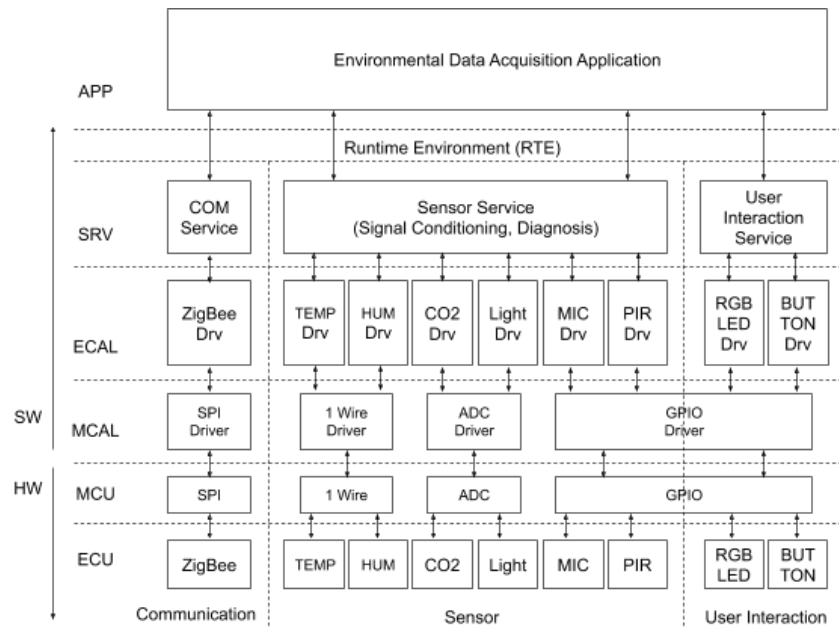 Environmental Data Acquisition Application
APP
Runtime Environment (RTE)
COM
Service
Sensor Service
(Signal Conditioning, Diagnosis)
User
Interaction
Service
SRV
ZigBee
Drv
TEMP
Drv
HUM
Drv
CO2
Drv
Light
Drv
MIC
Drv
PIR
Drv
RGB
LED
Drv
BUT
TON
Drv
ECAL
SW
MCAL
SPI
Driver
1 Wire
Driver
ADC
Driver
GPIO
Driver
HW
MCU
SPI
1 Wire
ADC
GPIO
ECU
ZigBee
TEMP
HUM
CO2
Light
MIC
PIR
RGB
LED
BUT
TON
Communication
Sensor
User Interaction